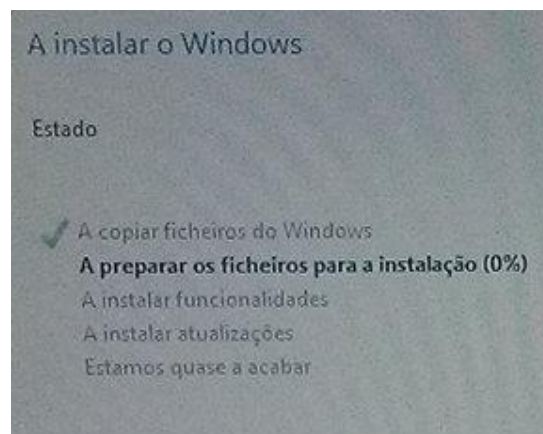 A instalar o Windows
Estado
A copiar ficheiros do Windows
A preparar os ficheiros para a instalação (0%)
A instalar funcionalidades
A instalar atualizações
Estamos quase a acabar